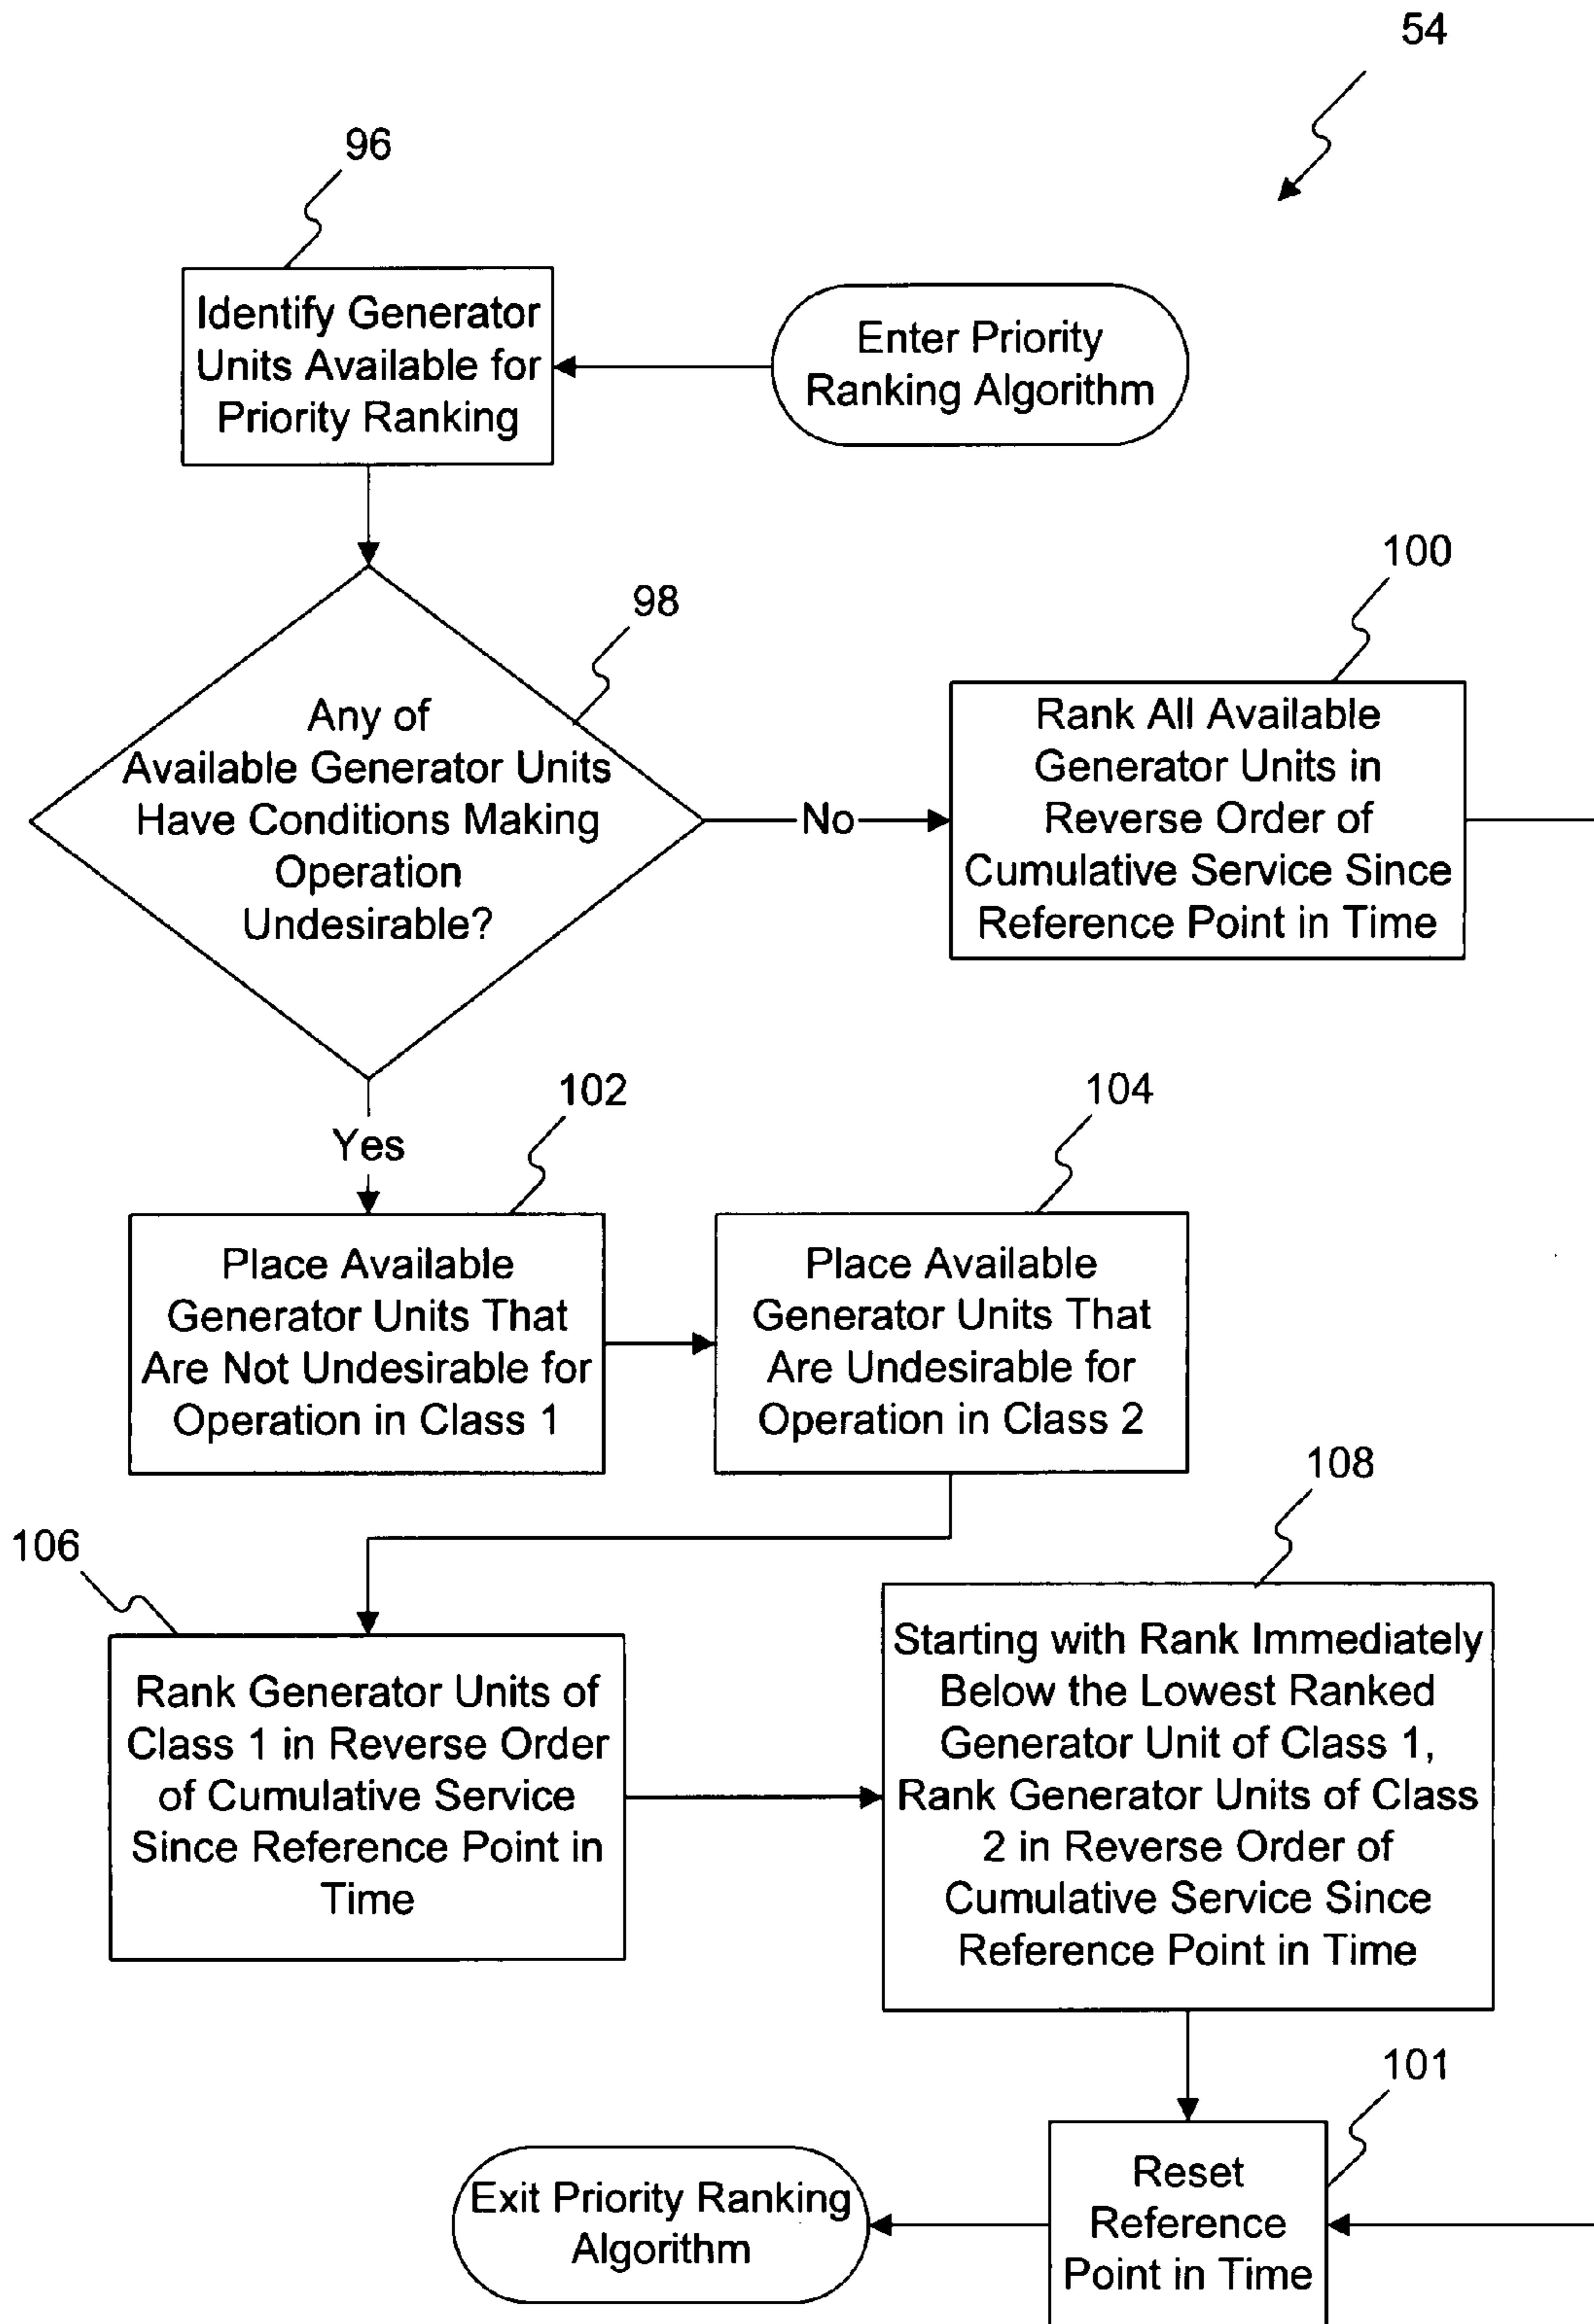 54
96
Identify Generator
Units Available for
Priority Ranking
Enter Priority
Ranking Algorithm
98
Any of
Available Generator Units
Have Conditions Making
Operation
Undesirable?
No
100
Rank All Available
Generator Units in
Reverse Order of
Cumulative Service Since
Reference Point in Time
Yes
102
Place Available
Generator Units That
Are Not Undesirable for
Operation in Class 1
104
Place Available
Generator Units That
Are Undesirable for
Operation in Class 2
106
Rank Generator Units of
Class 1 in Reverse Order
of Cumulative Service
Since Reference Point in
Time
108
Starting with Rank Immediately
Below the Lowest Ranked
Generator Unit of Class 1,
Rank Generator Units of Class
2 in Reverse Order of
Cumulative Service Since
Reference Point in Time
101
Reset
Reference
Point in Time
Exit Priority Ranking
Algorithm